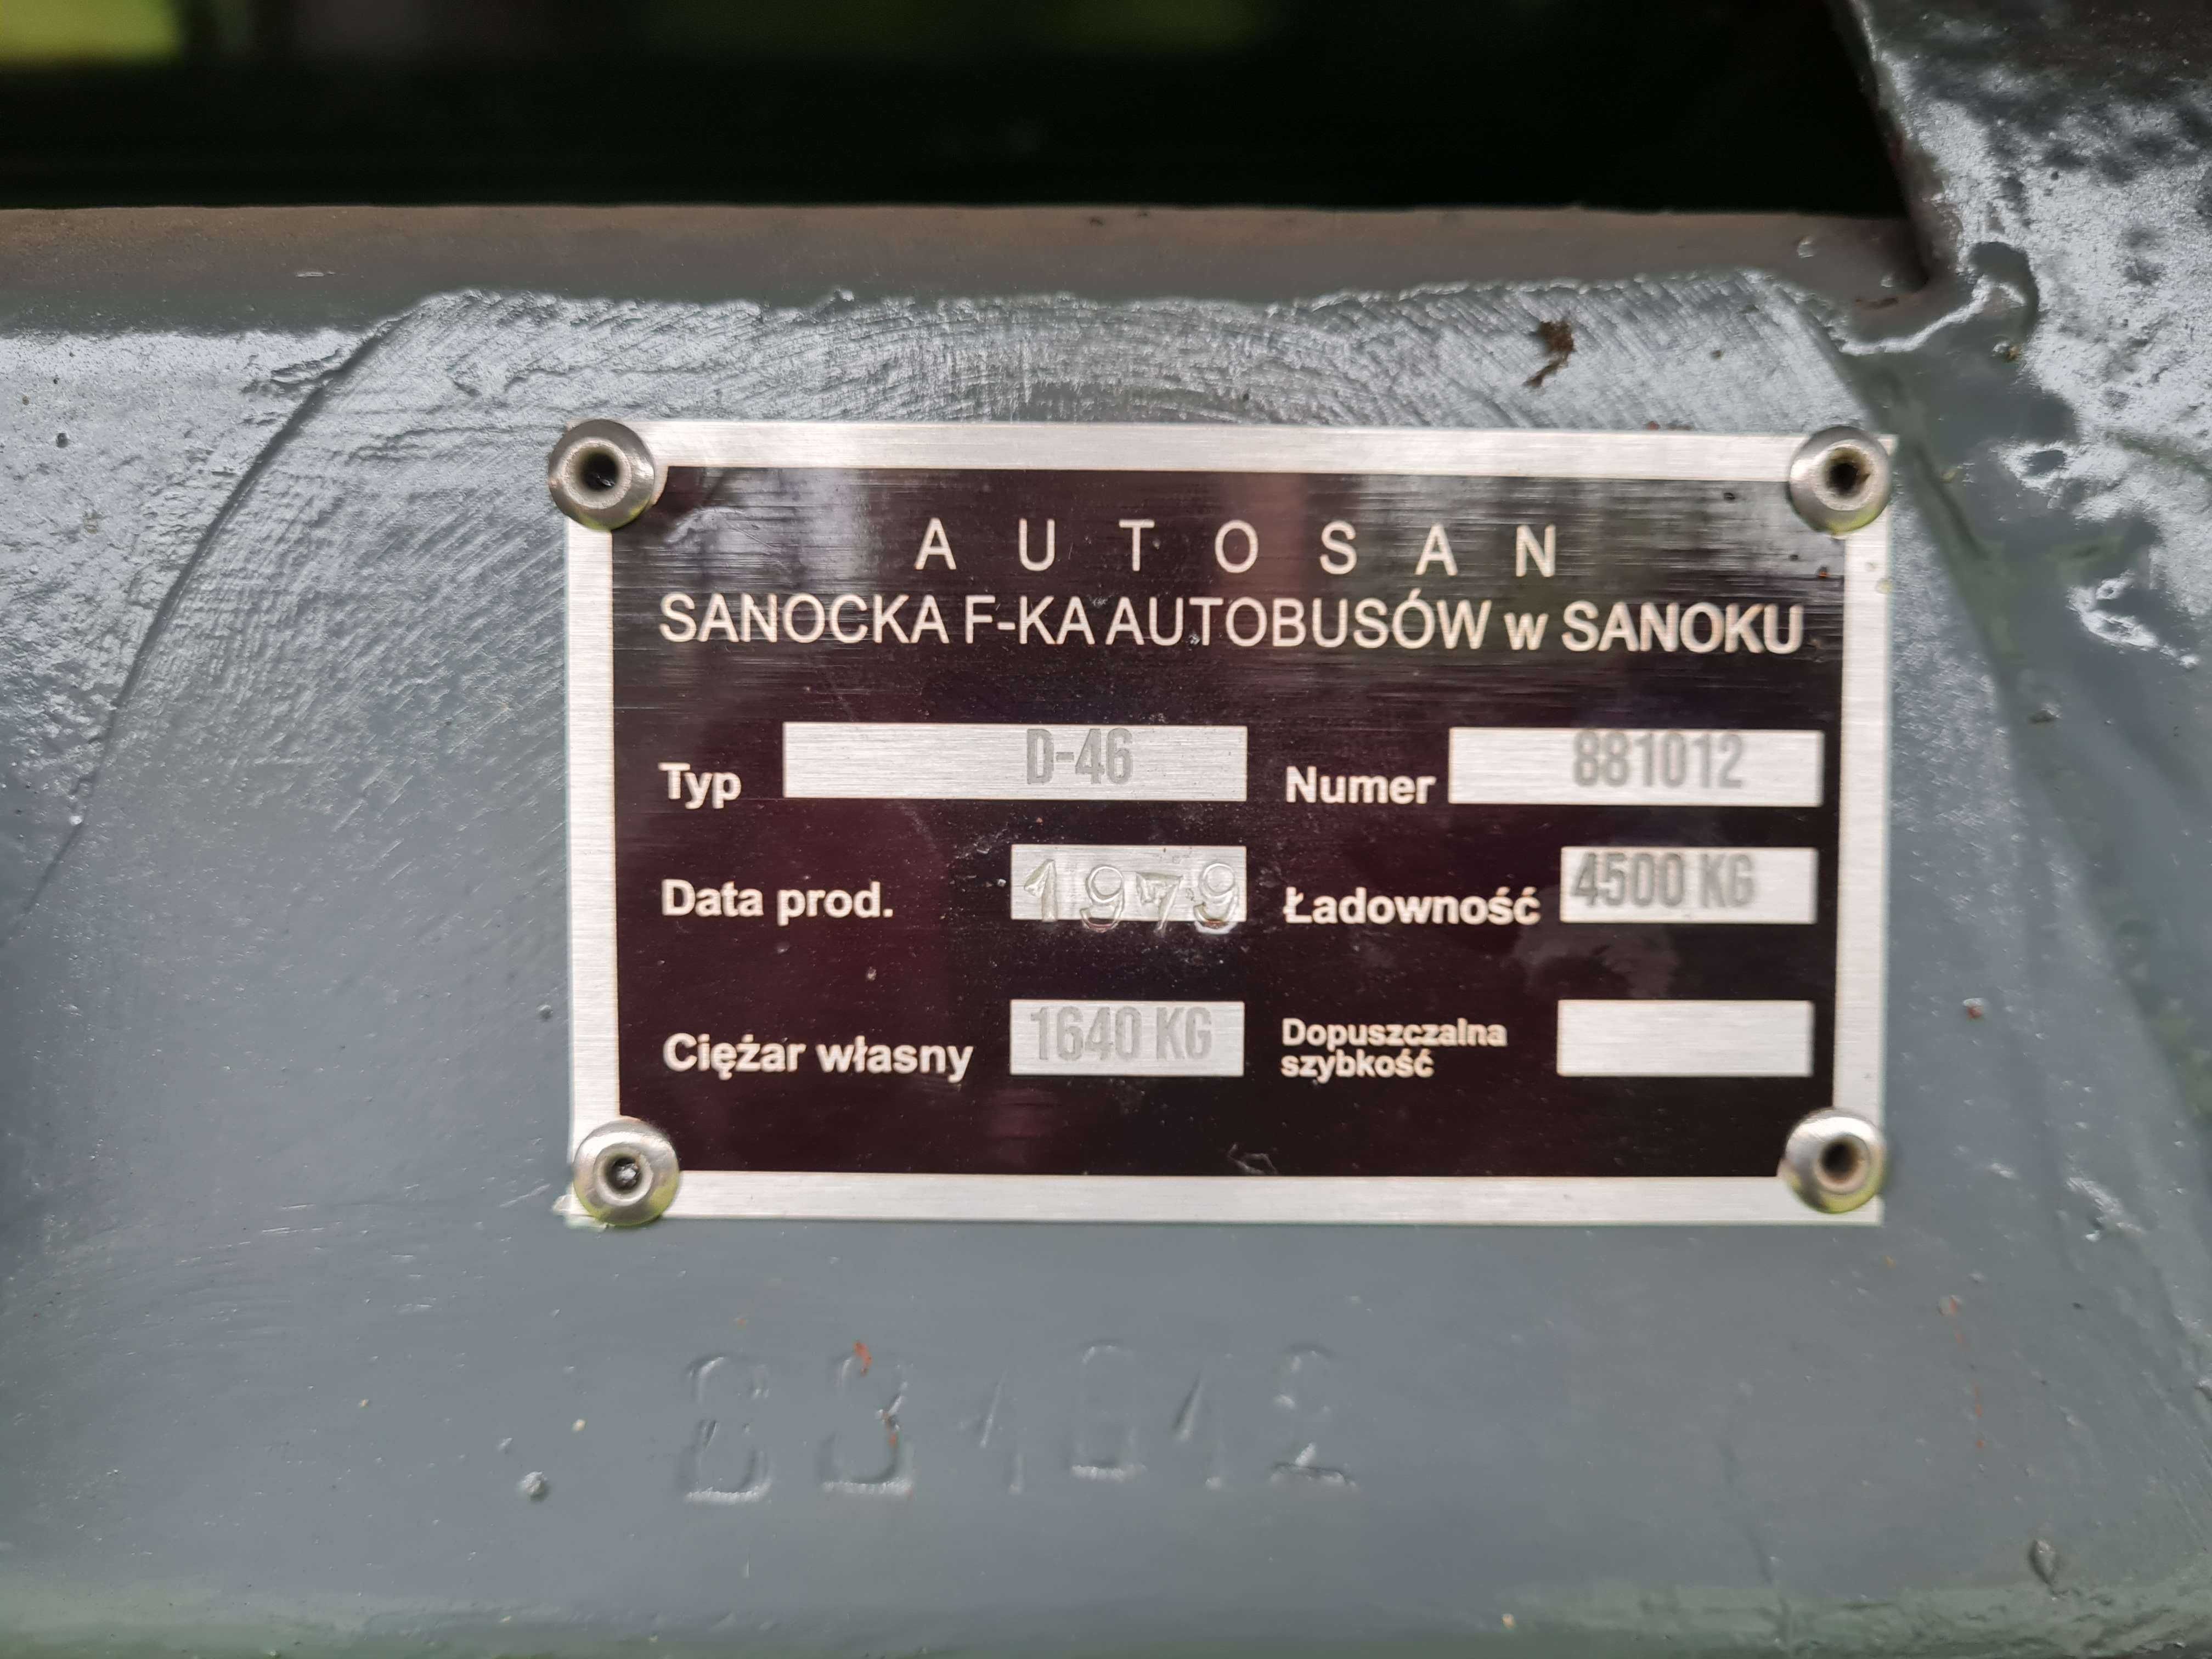 A U T O S A N
SANOCKA F-KA AUTOBUSÓW w SANOKU
Typ D-46 Numer 881012
Data prod. 1979 Ładowność 4500 KG
Ciężar własny 1640 KG Dopuszczalna szybkość
881012